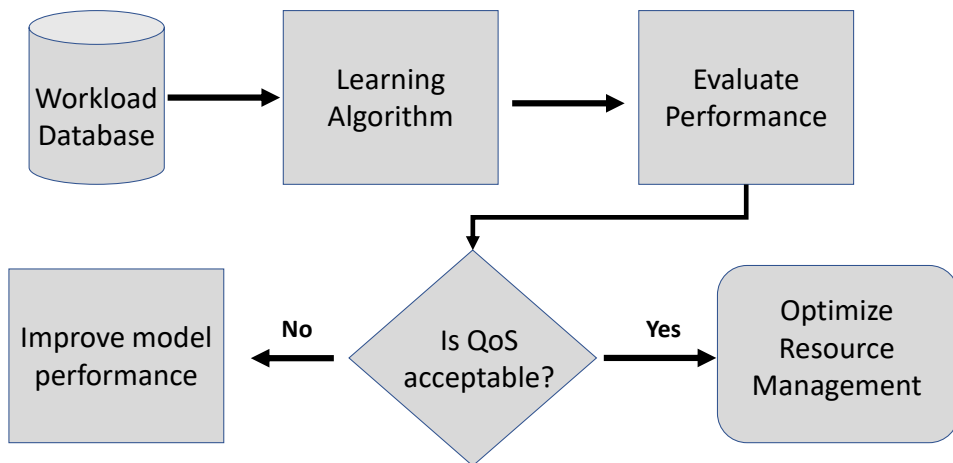 Workload
Database
Learning
Algorithm
Evaluate
Performance
Improve model
performance
No
Is QoS
acceptable?
Yes
Optimize
Resource
Management